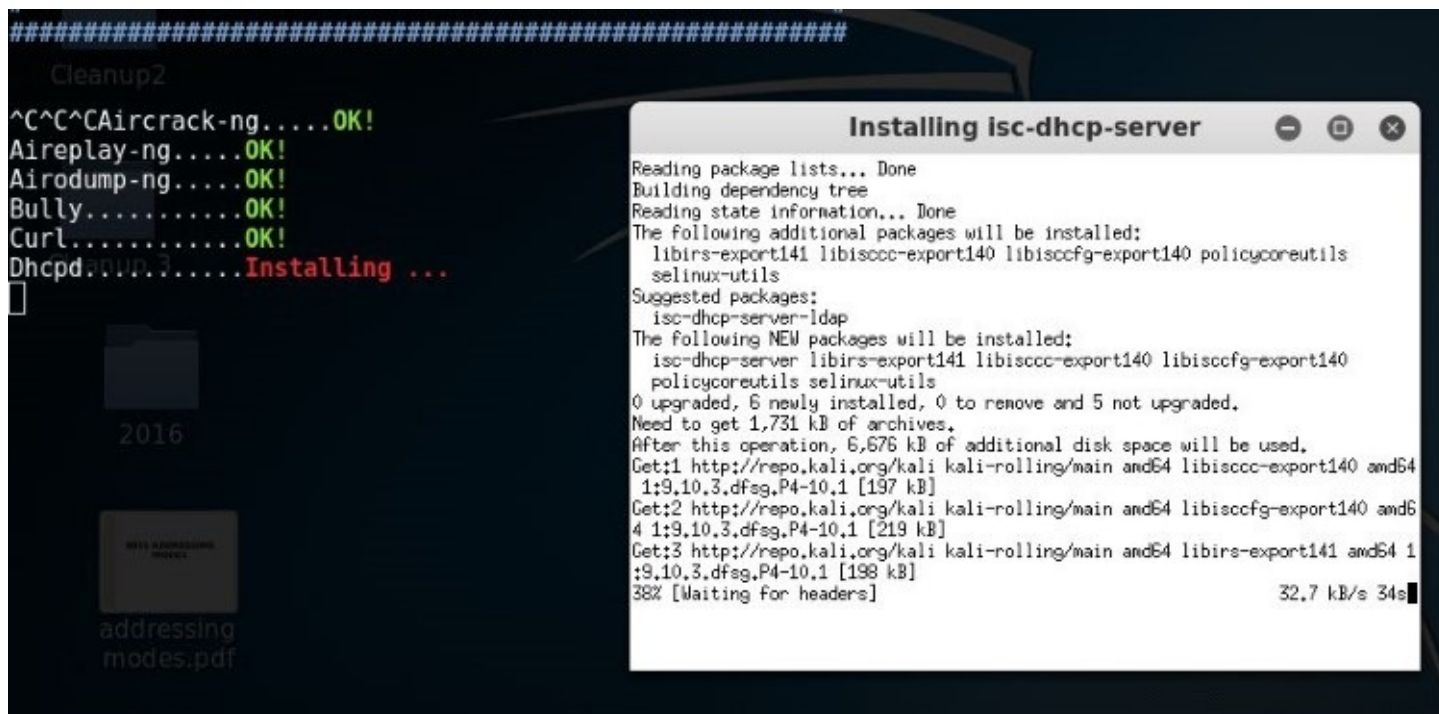 ########################################################
Cleanup2
^C^C^CAircrack-ng.....OK!
Aireplay-ng.....OK!
Airodump-ng.....OK!
Bully...........OK!
Curl............OK!
Dhcpd...........Installing ...
Cleanup 3
2016
8051 ADDRESSING
MODES
addressing
modes.pdf
Installing isc-dhcp-server
Reading package lists... Done
Building dependency tree
Reading state information... Done
The following additional packages will be installed:
libirs-export141 libisccc-export140 libisccfg-export140 policycoreutils
selinux-utils
Suggested packages:
isc-dhcp-server-ldap
The following NEW packages will be installed:
isc-dhcp-server libirs-export141 libisccc-export140 libisccfg-export140
policycoreutils selinux-utils
0 upgraded, 6 newly installed, 0 to remove and 5 not upgraded.
Need to get 1,731 kB of archives.
After this operation, 6,676 kB of additional disk space will be used.
Get:1 http://repo.kali.org/kali kali-rolling/main amd64 libisccc-export140 amd64
1:9.10.3.dfsg.P4-10.1 [197 kB]
Get:2 http://repo.kali.org/kali kali-rolling/main amd64 libisccfg-export140 amd6
4 1:9.10.3.dfsg.P4-10.1 [219 kB]
Get:3 http://repo.kali.org/kali kali-rolling/main amd64 libirs-export141 amd64 1
:9.10.3.dfsg.P4-10.1 [198 kB]
38% [Waiting for headers] 32.7 kB/s 34s